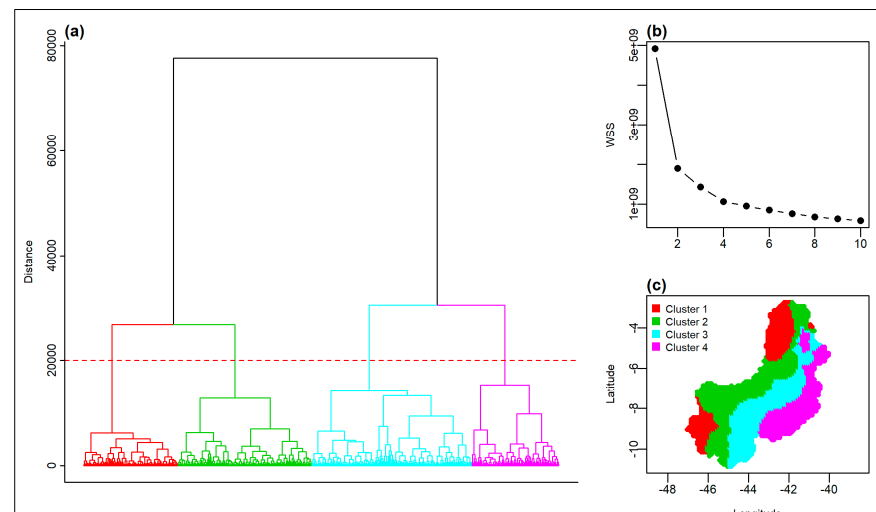 (a)
80000
60000
40000
20000
0
Distance
(b)
5e+09
3e+09
1e+09
WSS
2 4 6 8 10
(c)
Cluster 1
Cluster 2
Cluster 3
Cluster 4
-4
-6
-8
-10
Latitude
-48 -46 -44 -42 -40
Longitude